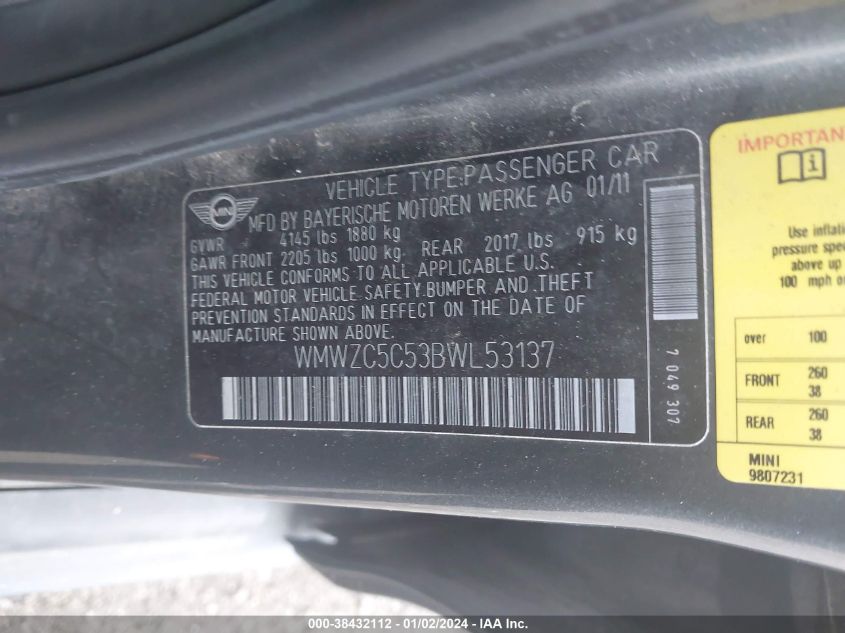 MINI
VEHICLE TYPE:PASSENGER CAR
MFD BY BAYERISCHE MOTOREN WERKE AG 01/11
GVWR 4145 lbs 1880 kg
GAWR FRONT 2205 lbs 1000 kg REAR 2017 lbs 915 kg
THIS VEHICLE CONFORMS TO ALL APPLICABLE U.S.
FEDERAL MOTOR VEHICLE SAFETY,BUMPER AND THEFT
PREVENTION STANDARDS IN EFFECT ON THE DATE OF
MANUFACTURE SHOWN ABOVE.
WMWZC5C53BWL53137
7 049 307
IMPORTAN
i
Use inflati
pressure spe
above up
100 mph o
over 100
FRONT 260
38
REAR 260
38
MINI
9807231
000-38432112 - 01/02/2024 - IAA, Inc.